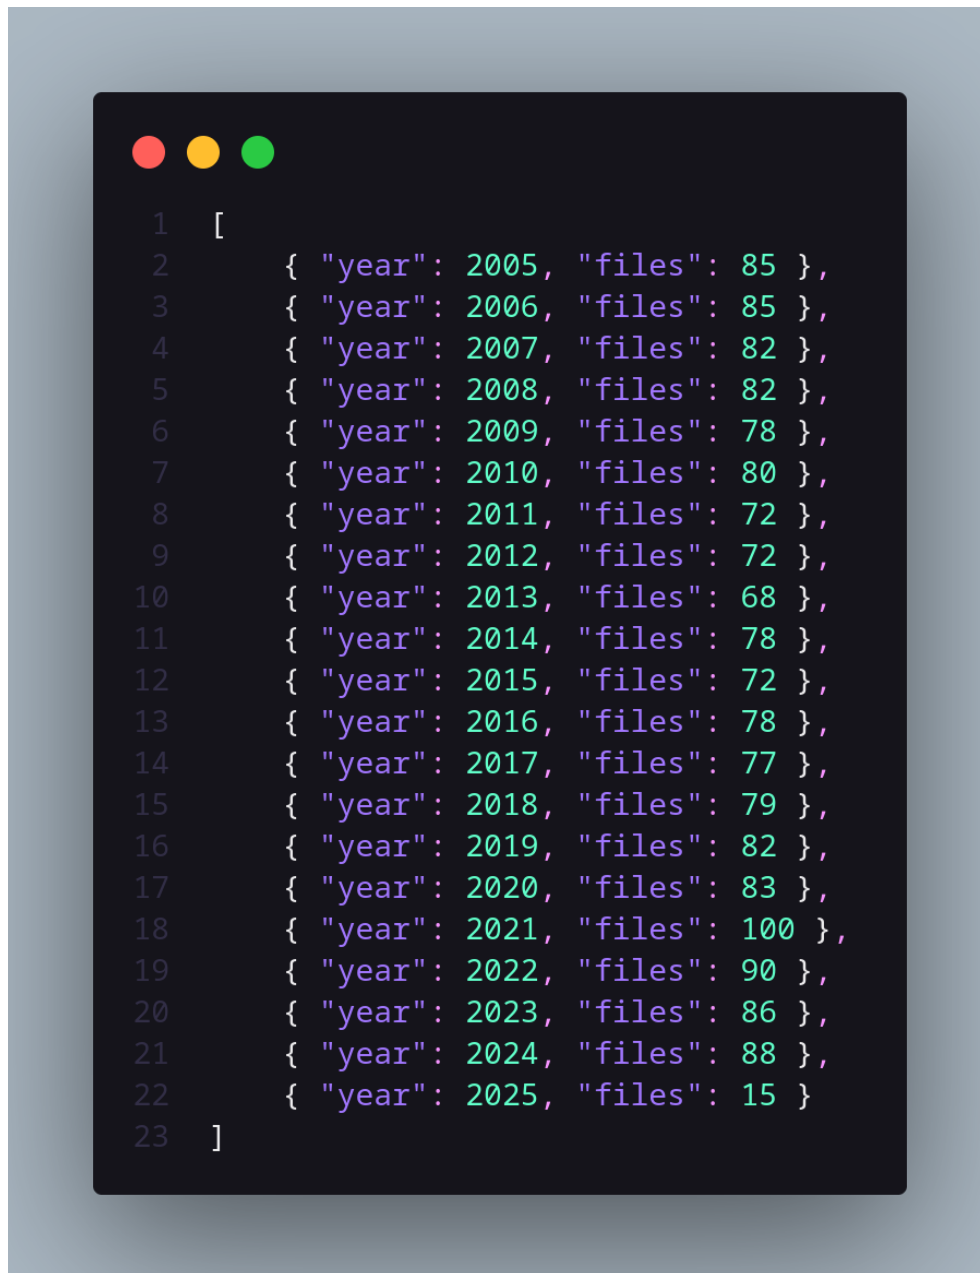 1 [
2 { "year": 2005, "files": 85 },
3 { "year": 2006, "files": 85 },
4 { "year": 2007, "files": 82 },
5 { "year": 2008, "files": 82 },
6 { "year": 2009, "files": 78 },
7 { "year": 2010, "files": 80 },
8 { "year": 2011, "files": 72 },
9 { "year": 2012, "files": 72 },
10 { "year": 2013, "files": 68 },
11 { "year": 2014, "files": 78 },
12 { "year": 2015, "files": 72 },
13 { "year": 2016, "files": 78 },
14 { "year": 2017, "files": 77 },
15 { "year": 2018, "files": 79 },
16 { "year": 2019, "files": 82 },
17 { "year": 2020, "files": 83 },
18 { "year": 2021, "files": 100 },
19 { "year": 2022, "files": 90 },
20 { "year": 2023, "files": 86 },
21 { "year": 2024, "files": 88 },
22 { "year": 2025, "files": 15 }
23 ]